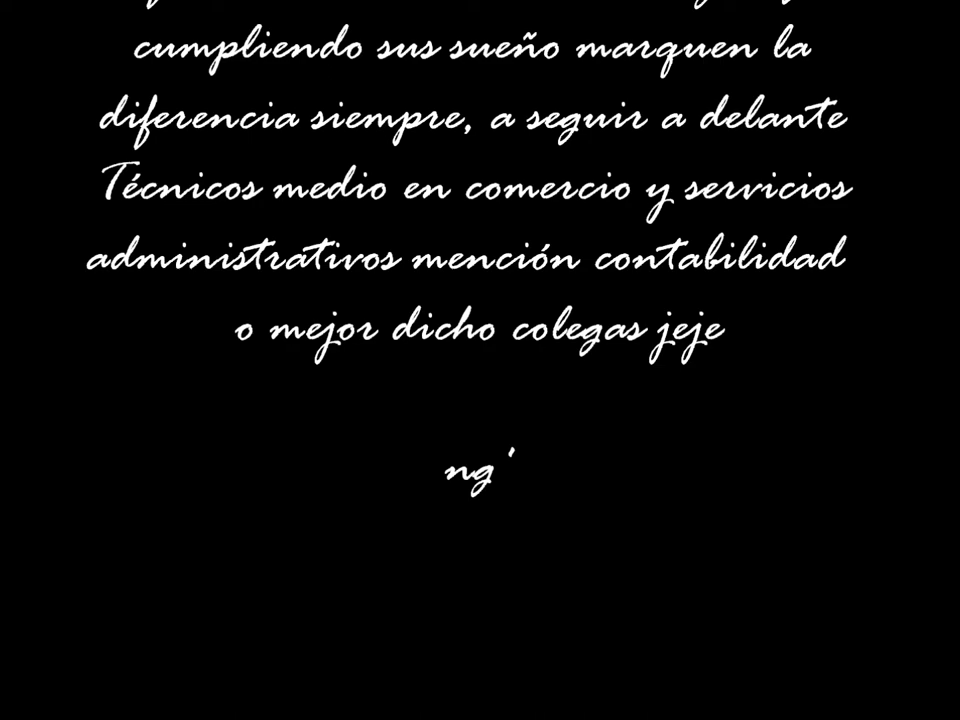 cumpliendo sus sueño marquen la
diferencia siempre, a seguir a delante
Técnicos medio en comercio y servicios
administrativos mención contabilidad
o mejor dicho colegas jeje
ng'